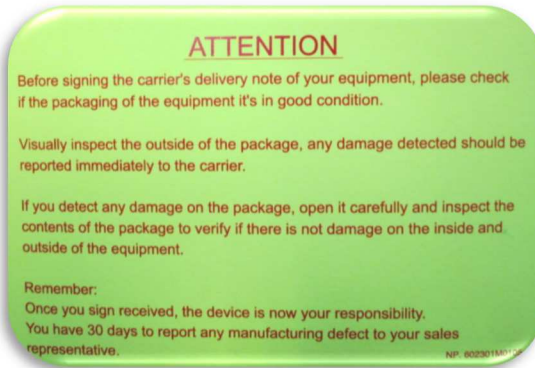 ATTENTION
Before signing the carrier's delivery note of your equipment, please check
if the packaging of the equipment it's in good condition.
Visually inspect the outside of the package, any damage detected should be
reported immediately to the carrier.
If you detect any damage on the package, open it carefully and inspect the
contents of the package to verify if there is not damage on the inside and
outside of the equipment.
Remember:
Once you sign received, the device is now your responsibility.
You have 30 days to report any manufacturing defect to your sales
representative.
NP.